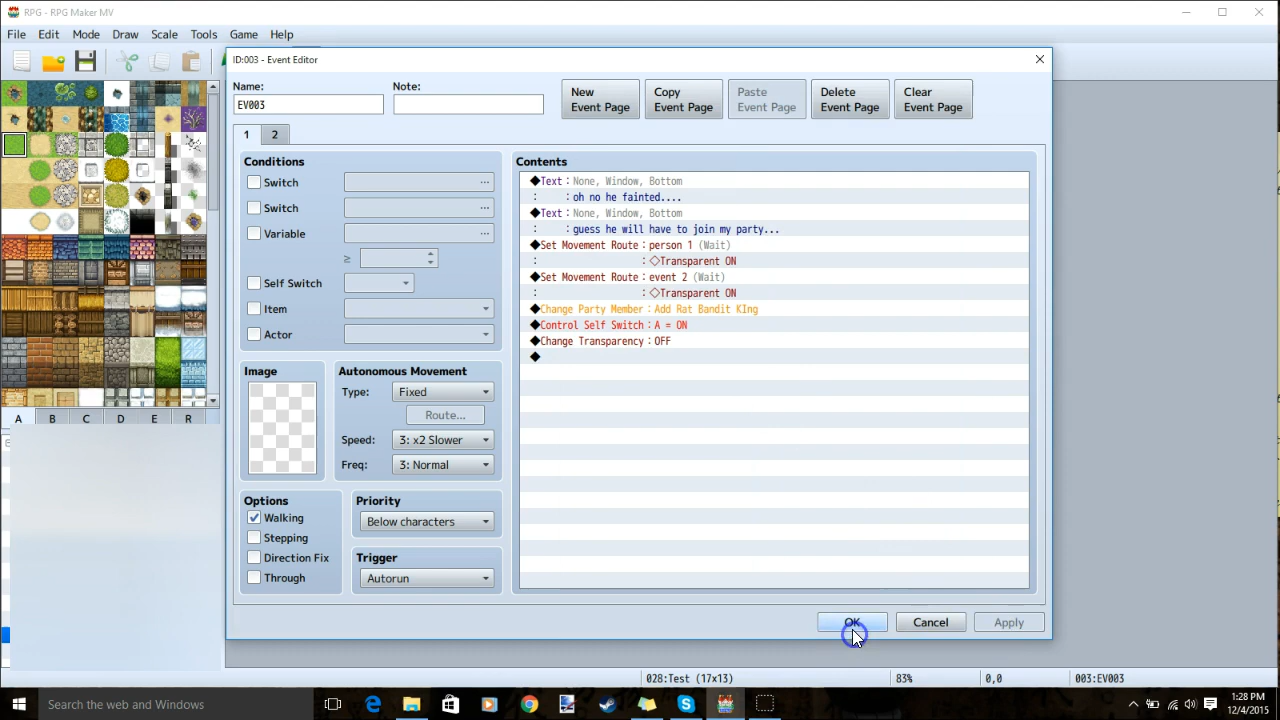 RPG - RPG Maker MV
File Edit Mode Draw Scale Tools Game Help
ID:003 - Event Editor
Name:
EV003
Note:
New Event Page
Copy Event Page
Paste Event Page
Delete Event Page
Clear Event Page
1 2
Conditions
Switch ...
Switch ...
Variable ...
≥
Self Switch
Item
Actor
Image
Autonomous Movement
Type: Fixed
Route...
Speed: 3: x2 Slower
Freq: 3: Normal
Options
Walking
Stepping
Direction Fix
Through
Priority
Below characters
Trigger
Autorun
Contents
◆Text : None, Window, Bottom
: : oh no he fainted....
◆Text : None, Window, Bottom
: : guess he will have to join my party...
◆Set Movement Route : person 1 (Wait)
: : ◇Transparent ON
◆Set Movement Route : event 2 (Wait)
: : ◇Transparent ON
◆Change Party Member : Add Rat Bandit KIng
◆Control Self Switch : A = ON
◆Change Transparency : OFF
◆
OK Cancel Apply
A B C D E R
028:Test (17x13) 83% 0,0 003:EV003
Search the web and Windows
1:28 PM
12/4/2015